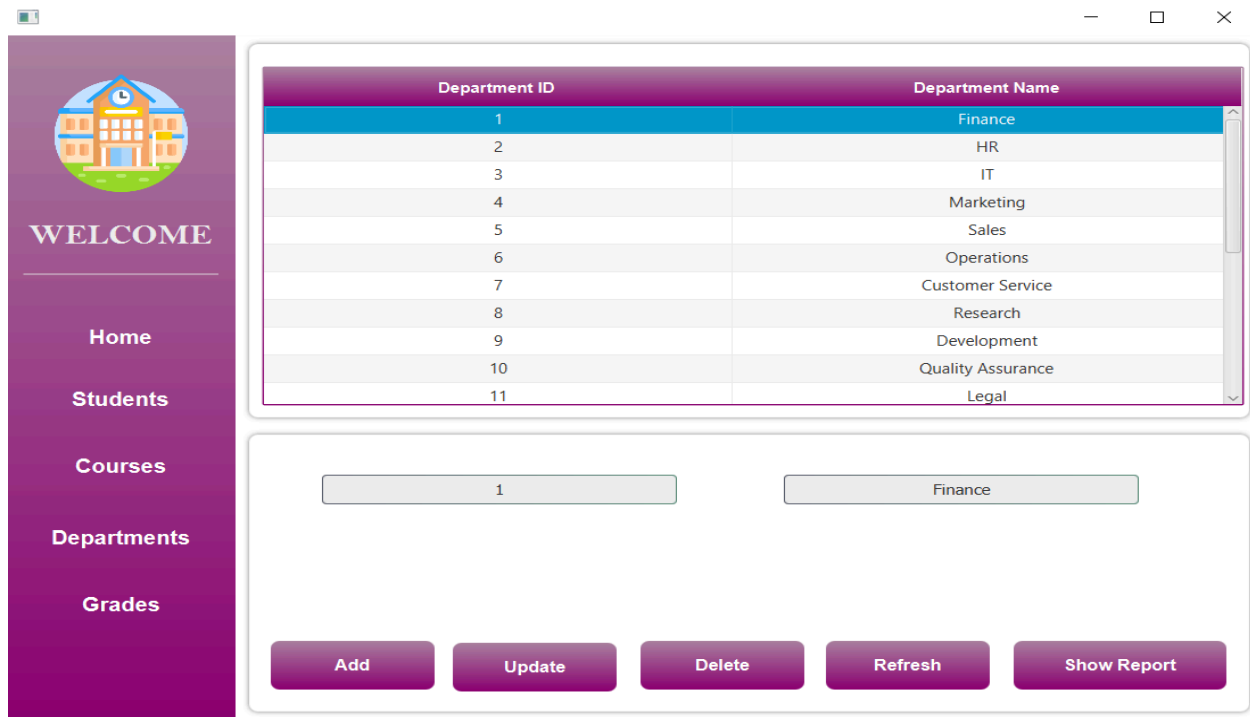 WELCOME
Home
Students
Courses
Departments
Grades
Department ID Department Name
1 Finance
2 HR
3 IT
4 Marketing
5 Sales
6 Operations
7 Customer Service
8 Research
9 Development
10 Quality Assurance
11 Legal
1 Finance
Add Update Delete Refresh Show Report